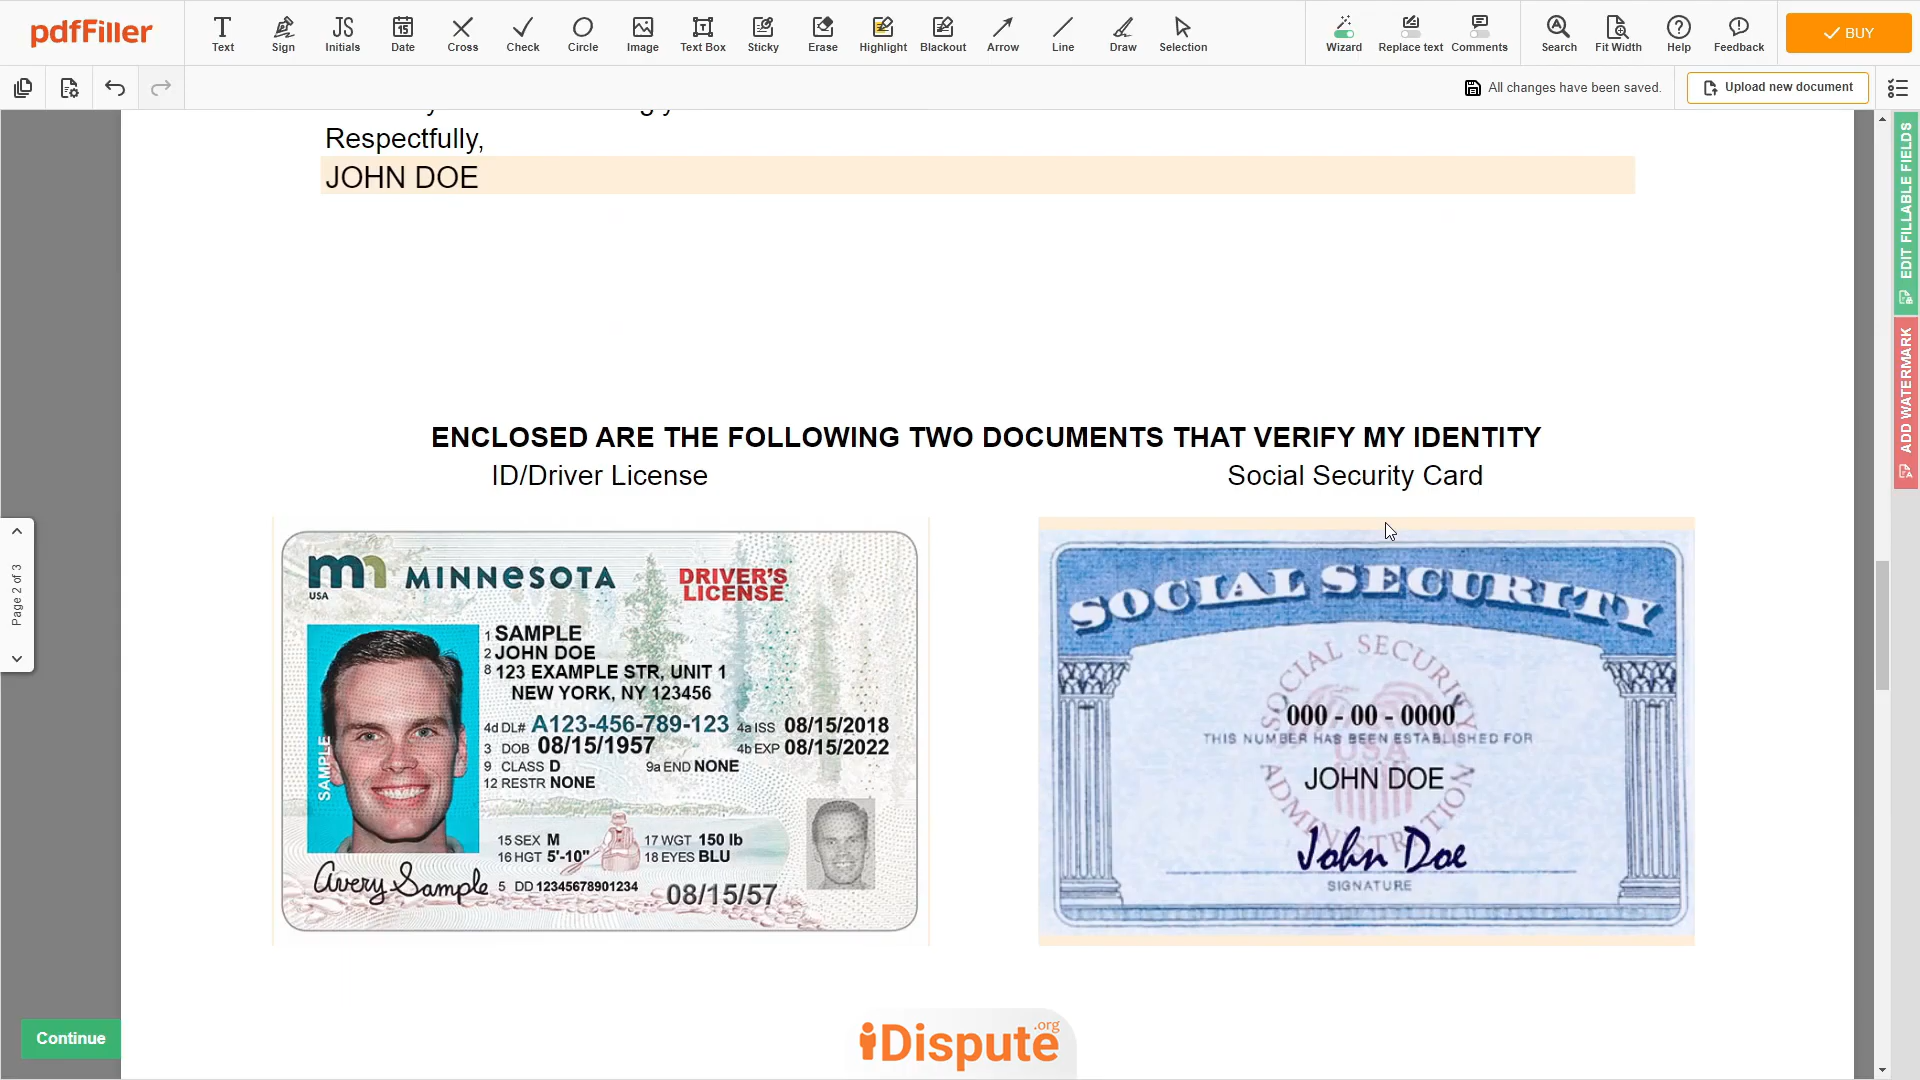 pdfFiller
Text
Sign
JS
Initials
15
Date
Cross
Check
Circle
Image
Text Box
Sticky
Erase
Highlight
Blackout
Arrow
Line
Draw
Selection
Wizard
Replace text
Comments
Search
Fit Width
Help
Feedback
BUY
All changes have been saved.
Upload new document
EDIT FILLABLE FIELDS
ADD WATERMARK
Page 2 of 3
Respectfully,
JOHN DOE
ENCLOSED ARE THE FOLLOWING TWO DOCUMENTS THAT VERIFY MY IDENTITY
ID/Driver License
Social Security Card
mn
USA
MINNeSOTA
DRIVER'S
LICENSE
1 SAMPLE
2 JOHN DOE
8 123 EXAMPLE STR, UNIT 1
NEW YORK, NY 123456
4d DL# A123-456-789-123 4a ISS 08/15/2018
3 DOB 08/15/1957 4b EXP 08/15/2022
9 CLASS D 9a END NONE
12 RESTR NONE
SAMPLE
15 SEX M 17 WGT 150 lb
16 HGT 5'-10" 18 EYES BLU
Avery Sample
5 DD 12345678901234
08/15/57
SOCIAL SECURITY
SOCIAL SECURITY
000 - 00 - 0000
THIS NUMBER HAS BEEN ESTABLISHED FOR
USA
JOHN DOE
ADMINISTRATION
John Doe
SIGNATURE
Continue
iDispute.org